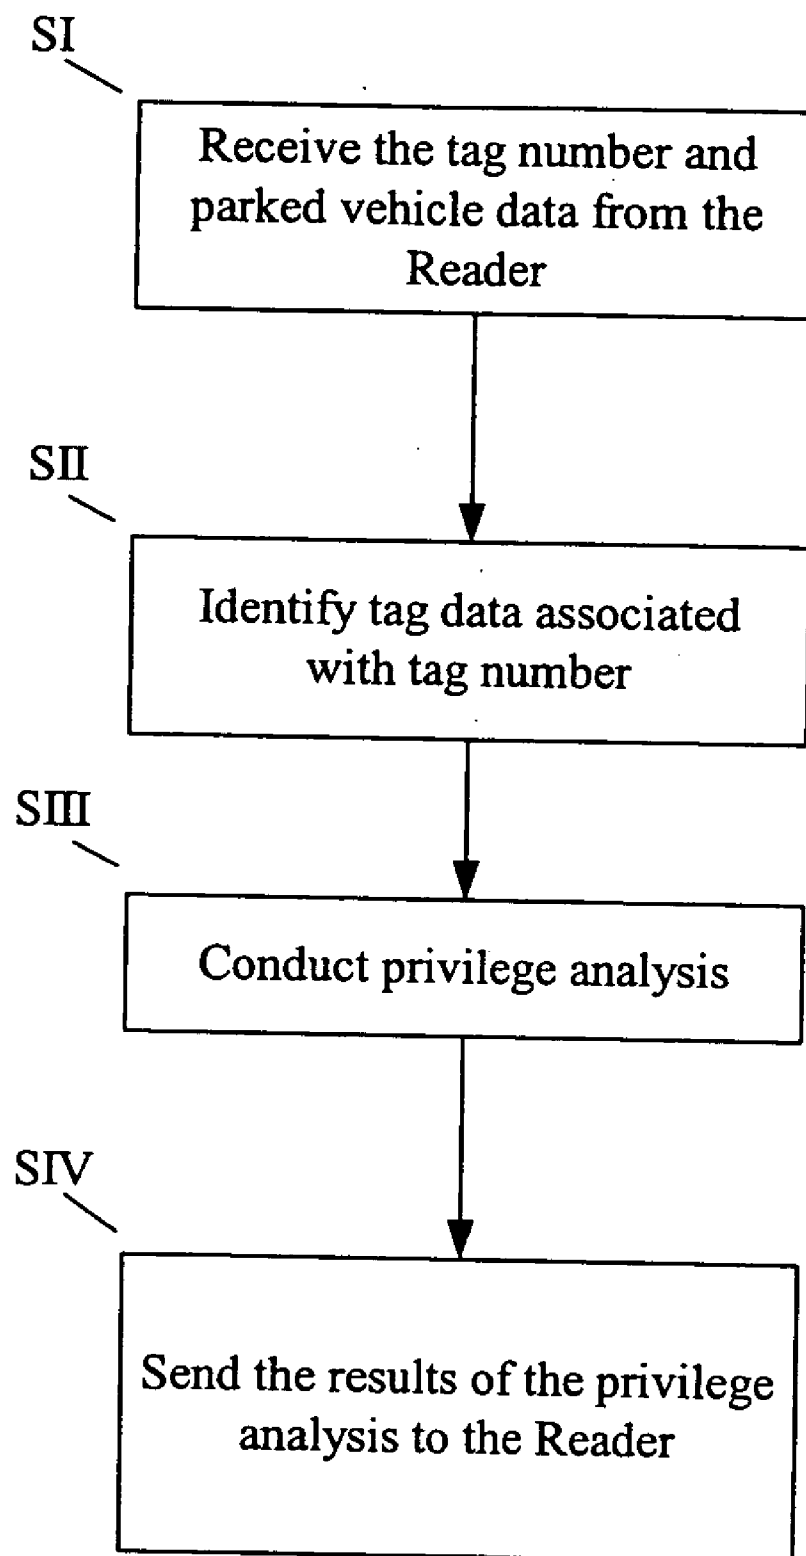 SI
Receive the tag number and
parked vehicle data from the
Reader
SII
Identify tag data associated
with tag number
SIII
Conduct privilege analysis
SIV
Send the results of the privilege
analysis to the Reader